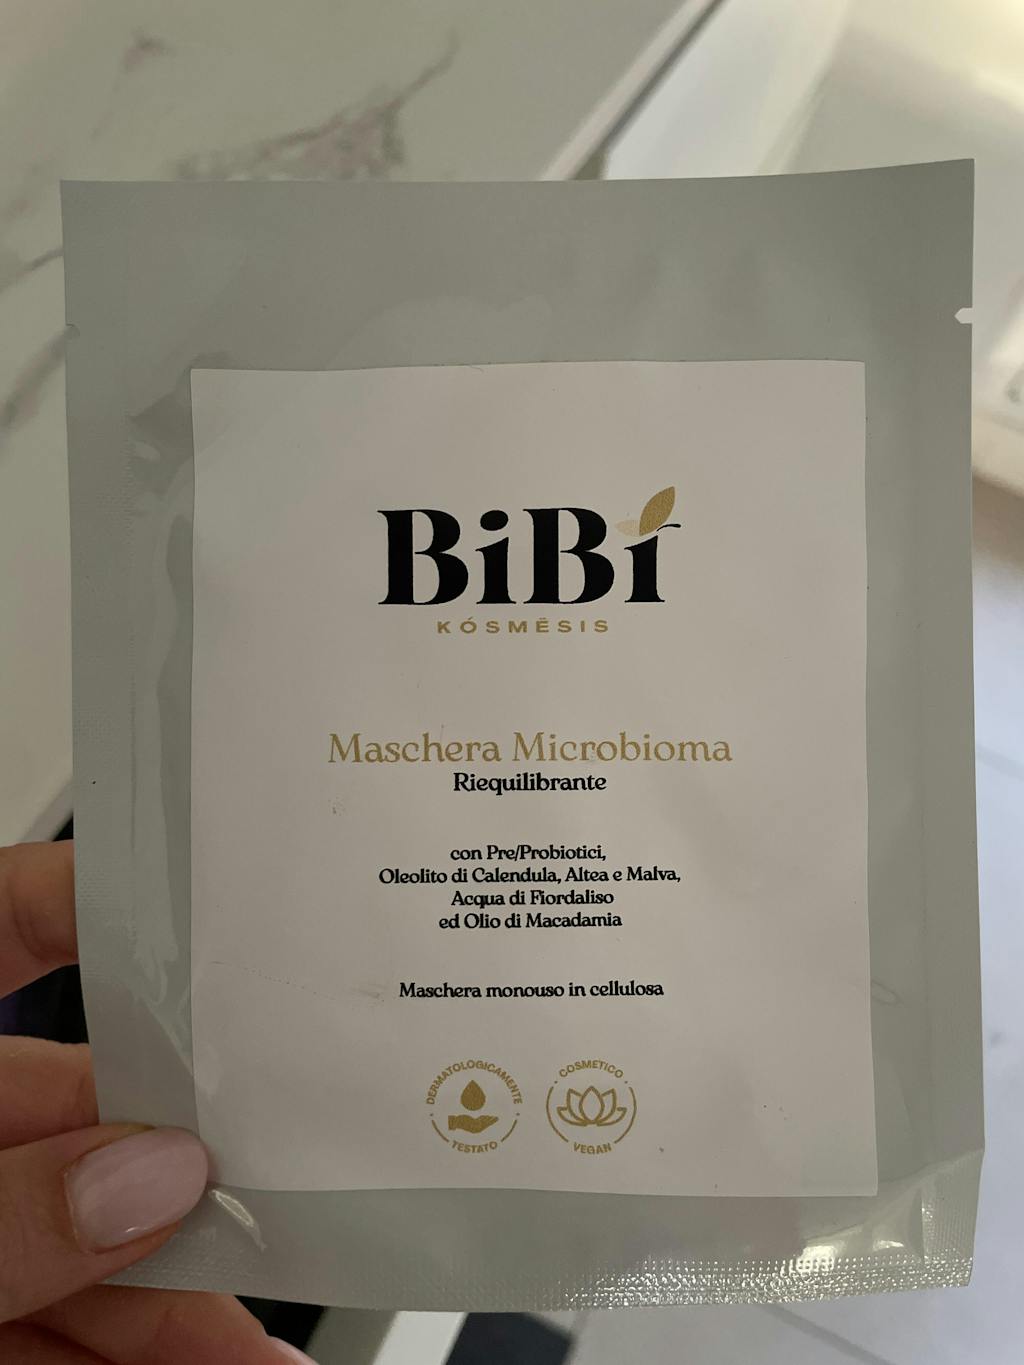 BiBi
KÓSMĒSIS
Maschera Microbioma
Riequilibrante
con Pre/Probiotici,
Oleolito di Calendula, Altea e Malva,
Acqua di Fiordaliso
ed Olio di Macadamia
Maschera monouso in cellulosa
DERMATOLOGICAMENTE
TESTATO
COSMETICO
VEGAN